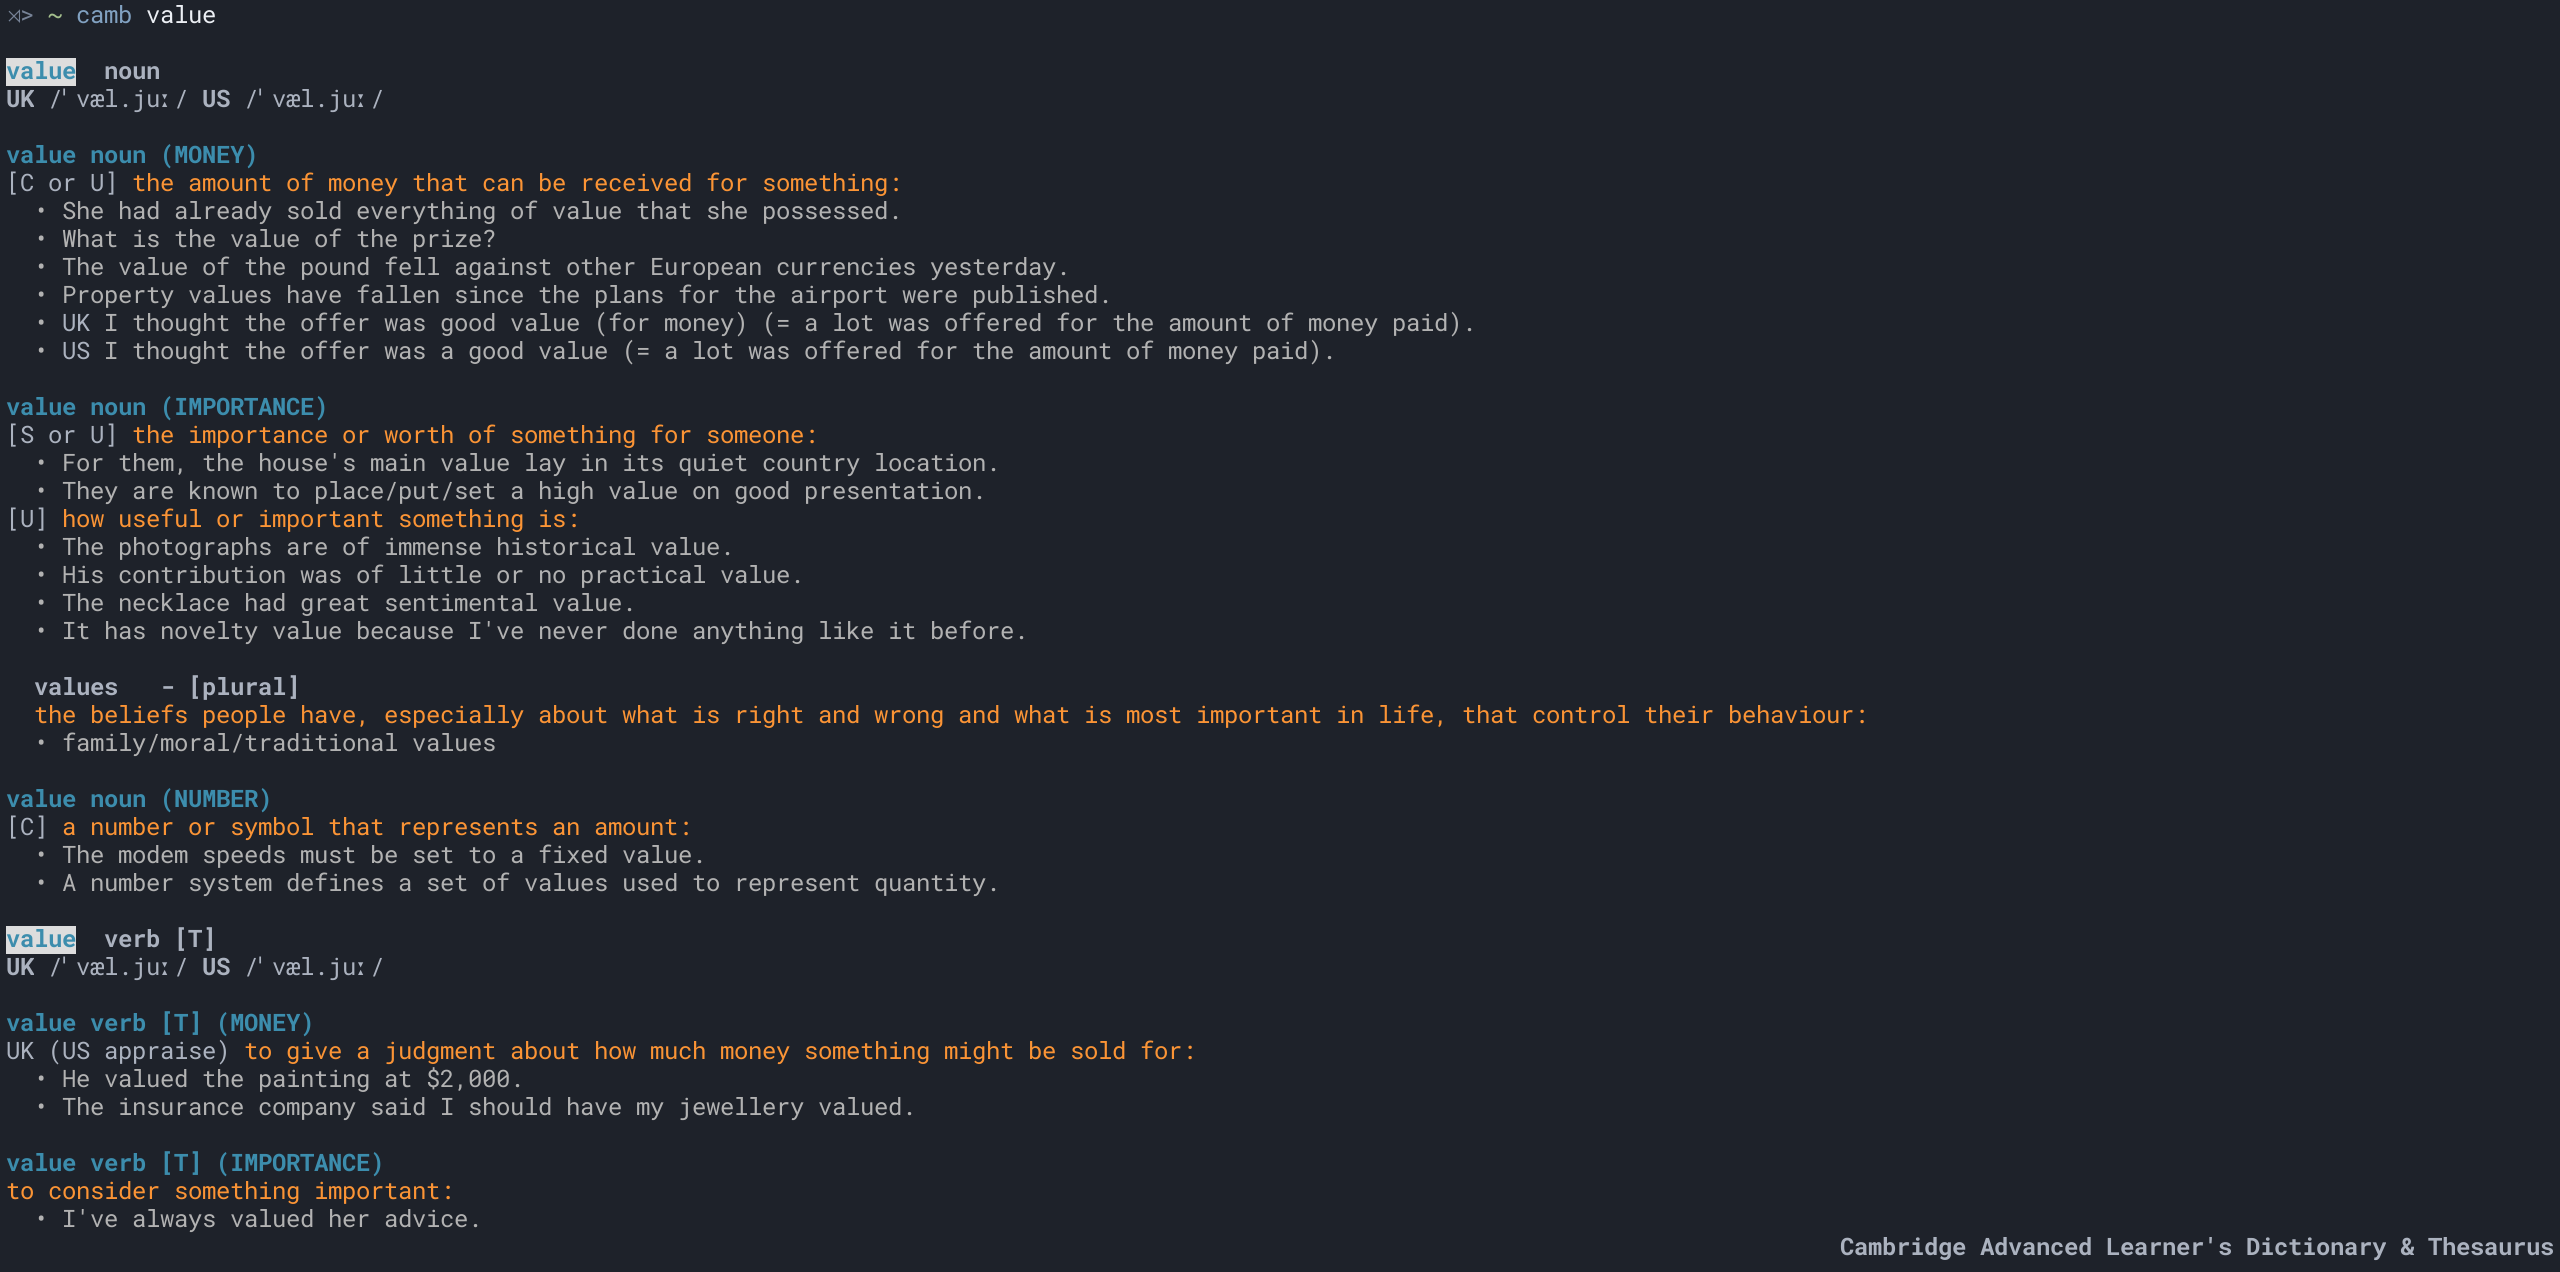 ⨰> ~ camb value
value noun
UK /ˈvæl.juː/ US /ˈvæl.juː/
value noun (MONEY)
[C or U] the amount of money that can be received for something:
• She had already sold everything of value that she possessed.
• What is the value of the prize?
• The value of the pound fell against other European currencies yesterday.
• Property values have fallen since the plans for the airport were published.
• UK I thought the offer was good value (for money) (= a lot was offered for the amount of money paid).
• US I thought the offer was a good value (= a lot was offered for the amount of money paid).
value noun (IMPORTANCE)
[S or U] the importance or worth of something for someone:
• For them, the house's main value lay in its quiet country location.
• They are known to place/put/set a high value on good presentation.
[U] how useful or important something is:
• The photographs are of immense historical value.
• His contribution was of little or no practical value.
• The necklace had great sentimental value.
• It has novelty value because I've never done anything like it before.
values - [plural]
the beliefs people have, especially about what is right and wrong and what is most important in life, that control their behaviour:
• family/moral/traditional values
value noun (NUMBER)
[C] a number or symbol that represents an amount:
• The modem speeds must be set to a fixed value.
• A number system defines a set of values used to represent quantity.
value verb [T]
UK /ˈvæl.juː/ US /ˈvæl.juː/
value verb [T] (MONEY)
UK (US appraise) to give a judgment about how much money something might be sold for:
• He valued the painting at $2,000.
• The insurance company said I should have my jewellery valued.
value verb [T] (IMPORTANCE)
to consider something important:
• I've always valued her advice.
Cambridge Advanced Learner's Dictionary & Thesaurus